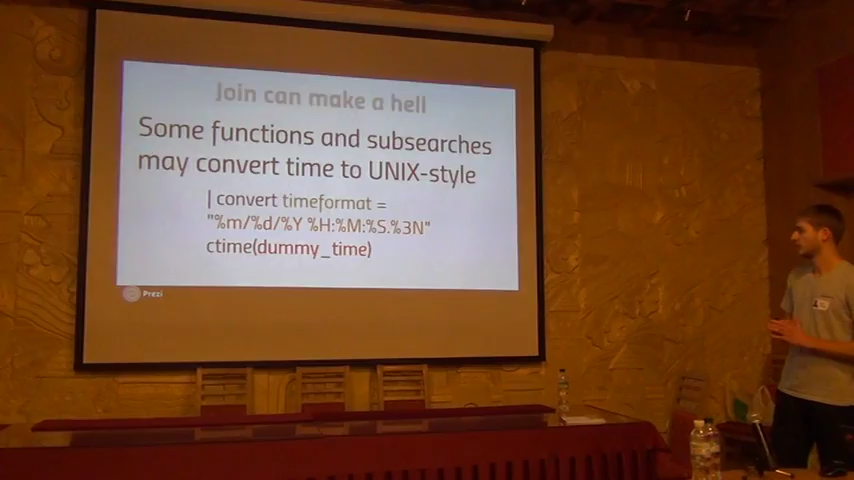 Join can make a hell
Some functions and subsearches
may convert time to UNIX-style
| convert timeformat =
"%m/%d/%Y %H:%M:%S.%3N"
ctime(dummy_time)
Prezi